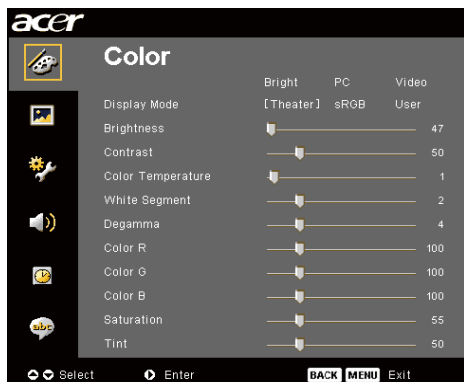 acer
Color
Bright PC Video
Display Mode [Theater] sRGB User
Brightness 47
Contrast 50
Color Temperature 1
White Segment 2
Degamma 4
Color R 100
Color G 100
Color B 100
Saturation 55
Tint 50
abc
Select Enter BACK MENU Exit